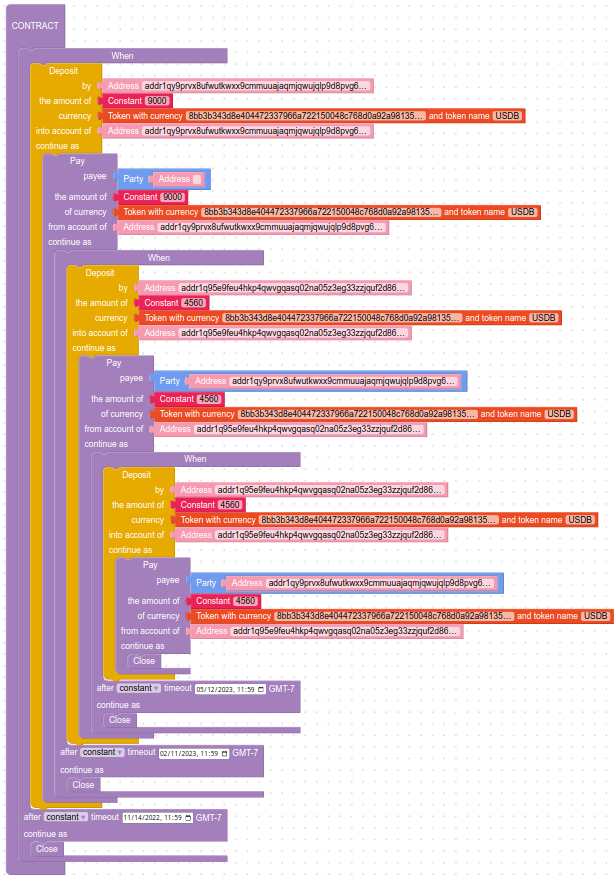 CONTRACT
When
Deposit
by Address addr1qy9prvx8ufwutkwxx9cmmuuajaqmjqwujqlp9d8pvg6...
the amount of Constant 9000
currency Token with currency 8bb3b343d8e404472337966a722150048c768d0a92a98135... and token name USDB
into account of Address addr1qy9prvx8ufwutkwxx9cmmuuajaqmjqwujqlp9d8pvg6...
continue as
Pay
payee Party Address
the amount of Constant 9000
of currency Token with currency 8bb3b343d8e404472337966a722150048c768d0a92a98135... and token name USDB
from account of Address addr1qy9prvx8ufwutkwxx9cmmuuajaqmjqwujqlp9d8pvg6...
continue as
When
Deposit
by Address addr1q95e9feu4hkp4qwvgqasq02na05z3eg33zzjquf2d86...
the amount of Constant 4560
currency Token with currency 8bb3b343d8e404472337966a722150048c768d0a92a98135... and token name USDB
into account of Address addr1q95e9feu4hkp4qwvgqasq02na05z3eg33zzjquf2d86...
continue as
Pay
payee Party Address addr1qy9prvx8ufwutkwxx9cmmuuajaqmjqwujqlp9d8pvg6...
the amount of Constant 4560
of currency Token with currency 8bb3b343d8e404472337966a722150048c768d0a92a98135... and token name USDB
from account of Address addr1q95e9feu4hkp4qwvgqasq02na05z3eg33zzjquf2d86...
continue as
When
Deposit
by Address addr1q95e9feu4hkp4qwvgqasq02na05z3eg33zzjquf2d86...
the amount of Constant 4560
currency Token with currency 8bb3b343d8e404472337966a722150048c768d0a92a98135... and token name USDB
into account of Address addr1q95e9feu4hkp4qwvgqasq02na05z3eg33zzjquf2d86...
continue as
Pay
payee Party Address addr1qy9prvx8ufwutkwxx9cmmuuajaqmjqwujqlp9d8pvg6...
the amount of Constant 4560
of currency Token with currency 8bb3b343d8e404472337966a722150048c768d0a92a98135... and token name USDB
from account of Address addr1q95e9feu4hkp4qwvgqasq02na05z3eg33zzjquf2d86...
continue as
Close
after constant timeout 05/12/2023, 11:59 GMT-7
continue as
Close
after constant timeout 02/11/2023, 11:59 GMT-7
continue as
Close
after constant timeout 11/14/2022, 11:59 GMT-7
continue as
Close